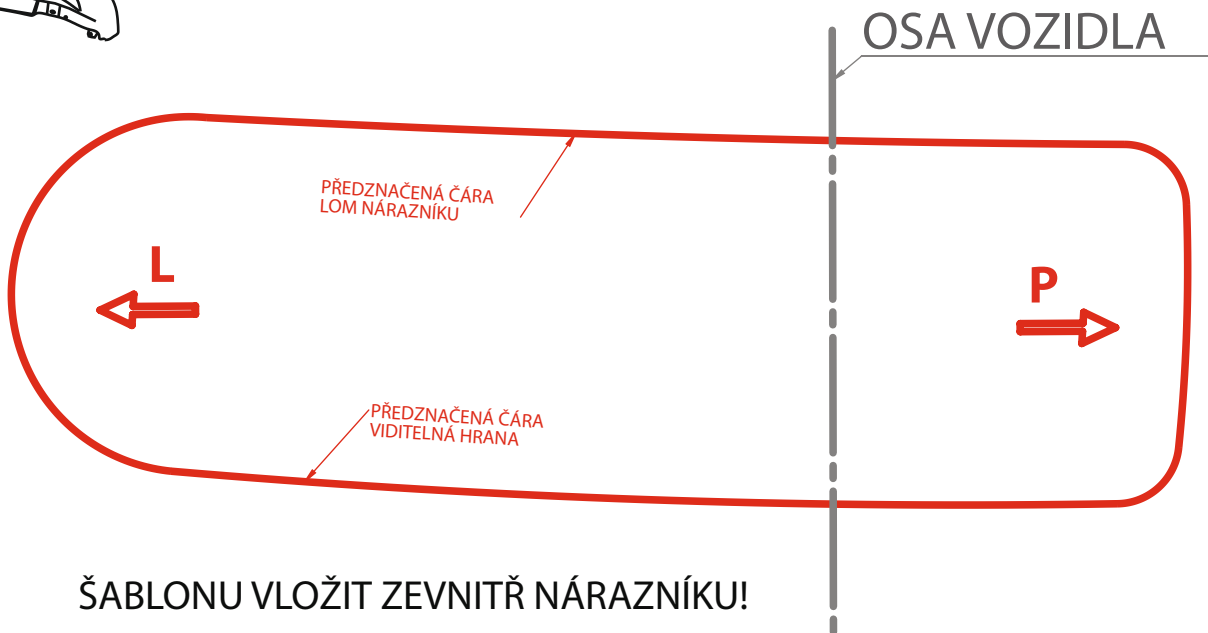 OSA VOZIDLA
PŘEDZNAČENÁ ČÁRA
LOM NÁRAZNÍKU
L
P
PŘEDZNAČENÁ ČÁRA
VIDITELNÁ HRANA
ŠABLONU VLOŽIT ZEVNITŘ NÁRAZNÍKU!